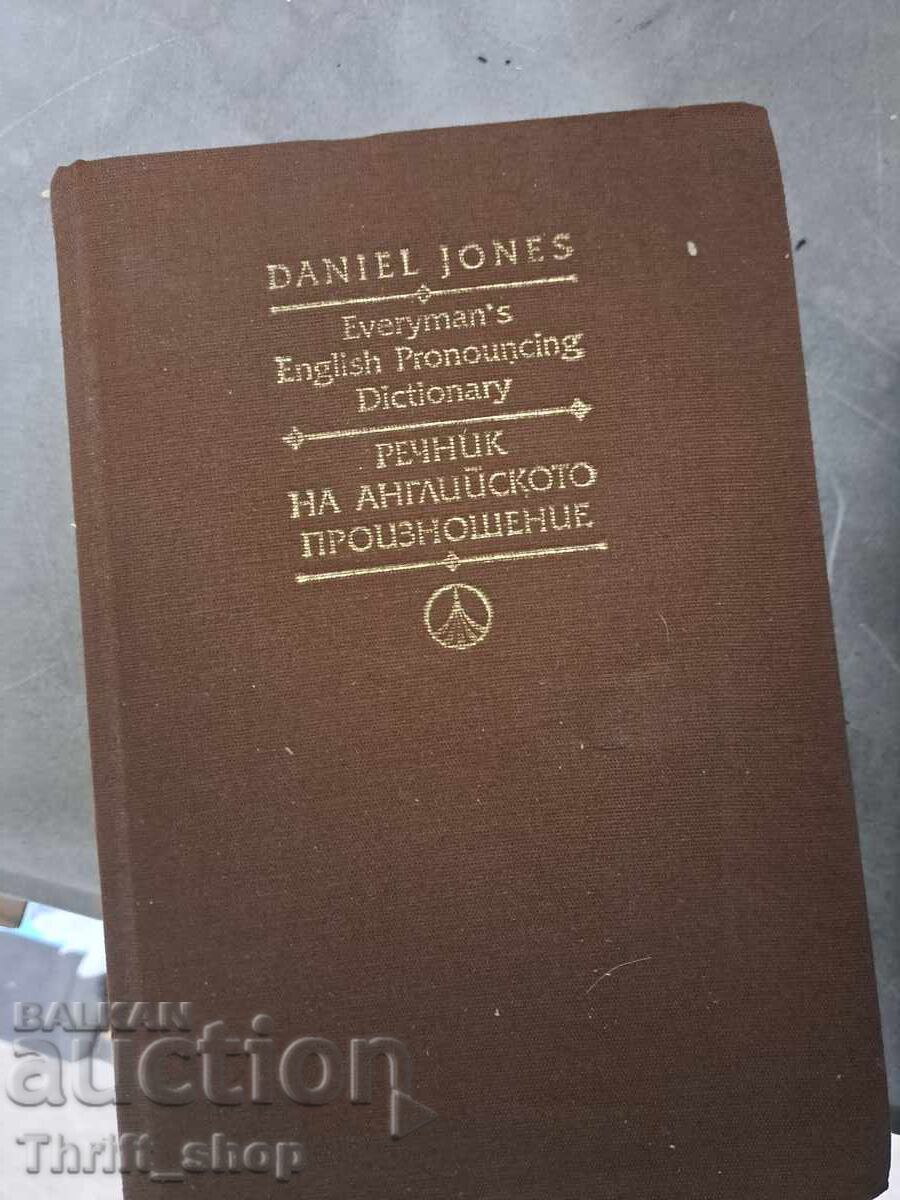 DANIEL JONES
Everyman's
English Pronouncing
Dictionary
РЕЧНИК
НА АНГЛИЙСКОТО
ПРОИЗНОШЕНИЕ
BALKAN
auction
Thrift_shop